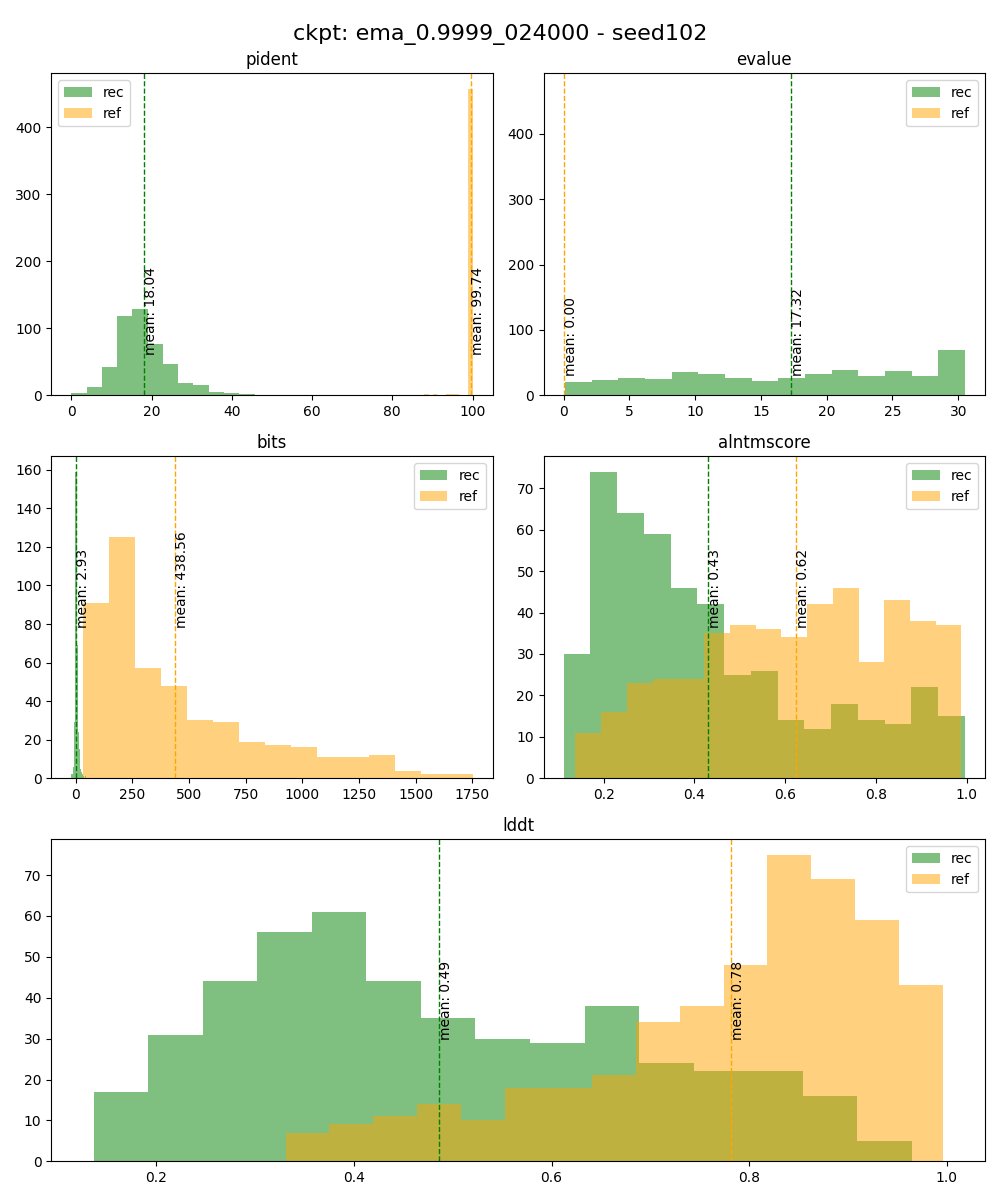 ckpt: ema_0.9999_024000 - seed102
pident
rec
ref
400
300
200
100
0
mean: 18.04
mean: 99.74
0 20 40 60 80 100
evalue
rec
ref
400
300
200
100
0
mean: 0.00
mean: 17.32
0 5 10 15 20 25 30
bits
rec
ref
160
140
120
100
80
60
40
20
0
mean: 2.93
mean: 438.56
0 250 500 750 1000 1250 1500 1750
alntmscore
rec
ref
70
60
50
40
30
20
10
0
mean: 0.43
mean: 0.62
0.2 0.4 0.6 0.8 1.0
lddt
rec
ref
70
60
50
40
30
20
10
0
mean: 0.49
mean: 0.78
0.2 0.4 0.6 0.8 1.0